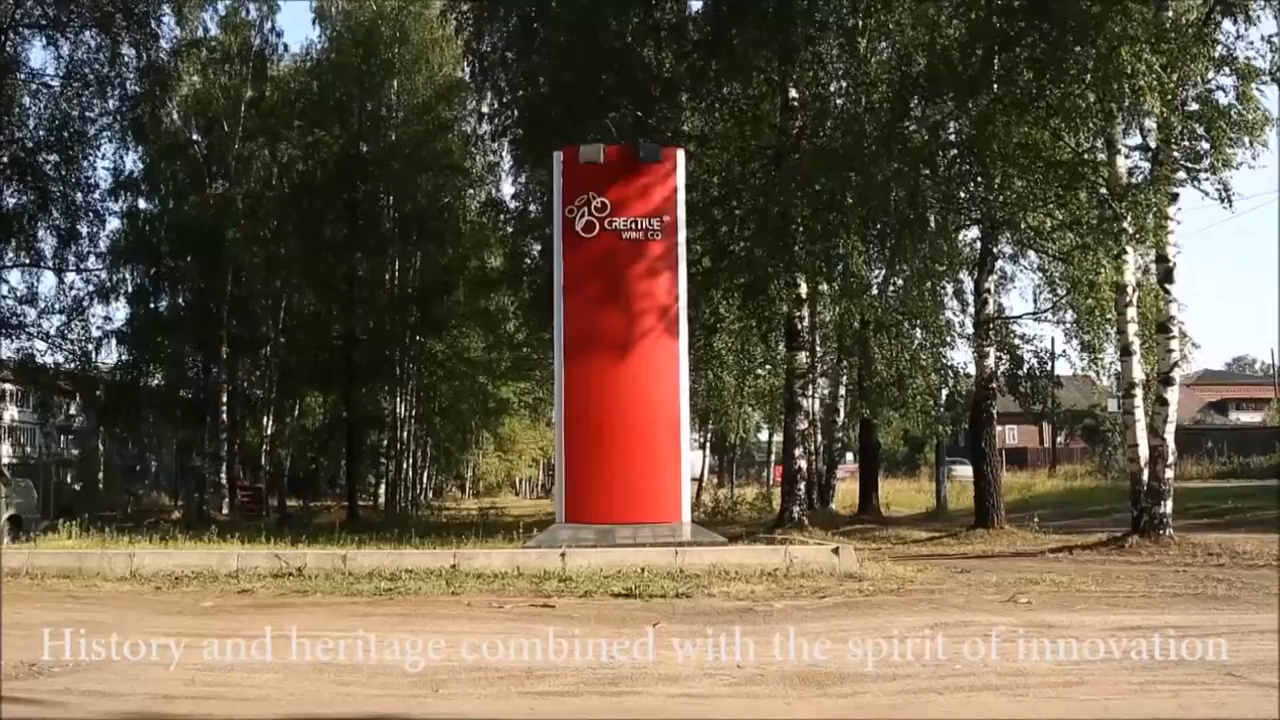 CREATIVE®
WINE CO
History and heritage combined with the spirit of innovation